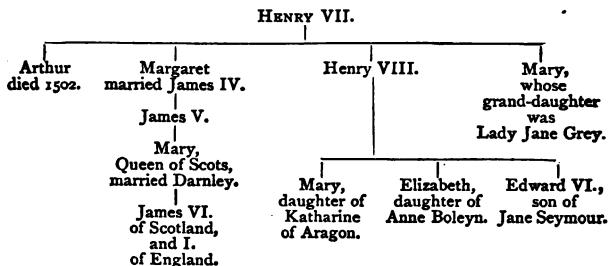 HENRY VII.
Arthur
died 1502.
Margaret
married James IV.
James V.
Mary,
Queen of Scots,
married Darnley.
James VI.
of Scotland,
and I.
of England.
Henry VIII.
Mary,
daughter of
Katharine
of Aragon.
Elizabeth,
daughter of
Anne Boleyn.
Edward VI.,
son of
Jane Seymour.
Mary,
whose
grand-daughter
was
Lady Jane Grey.